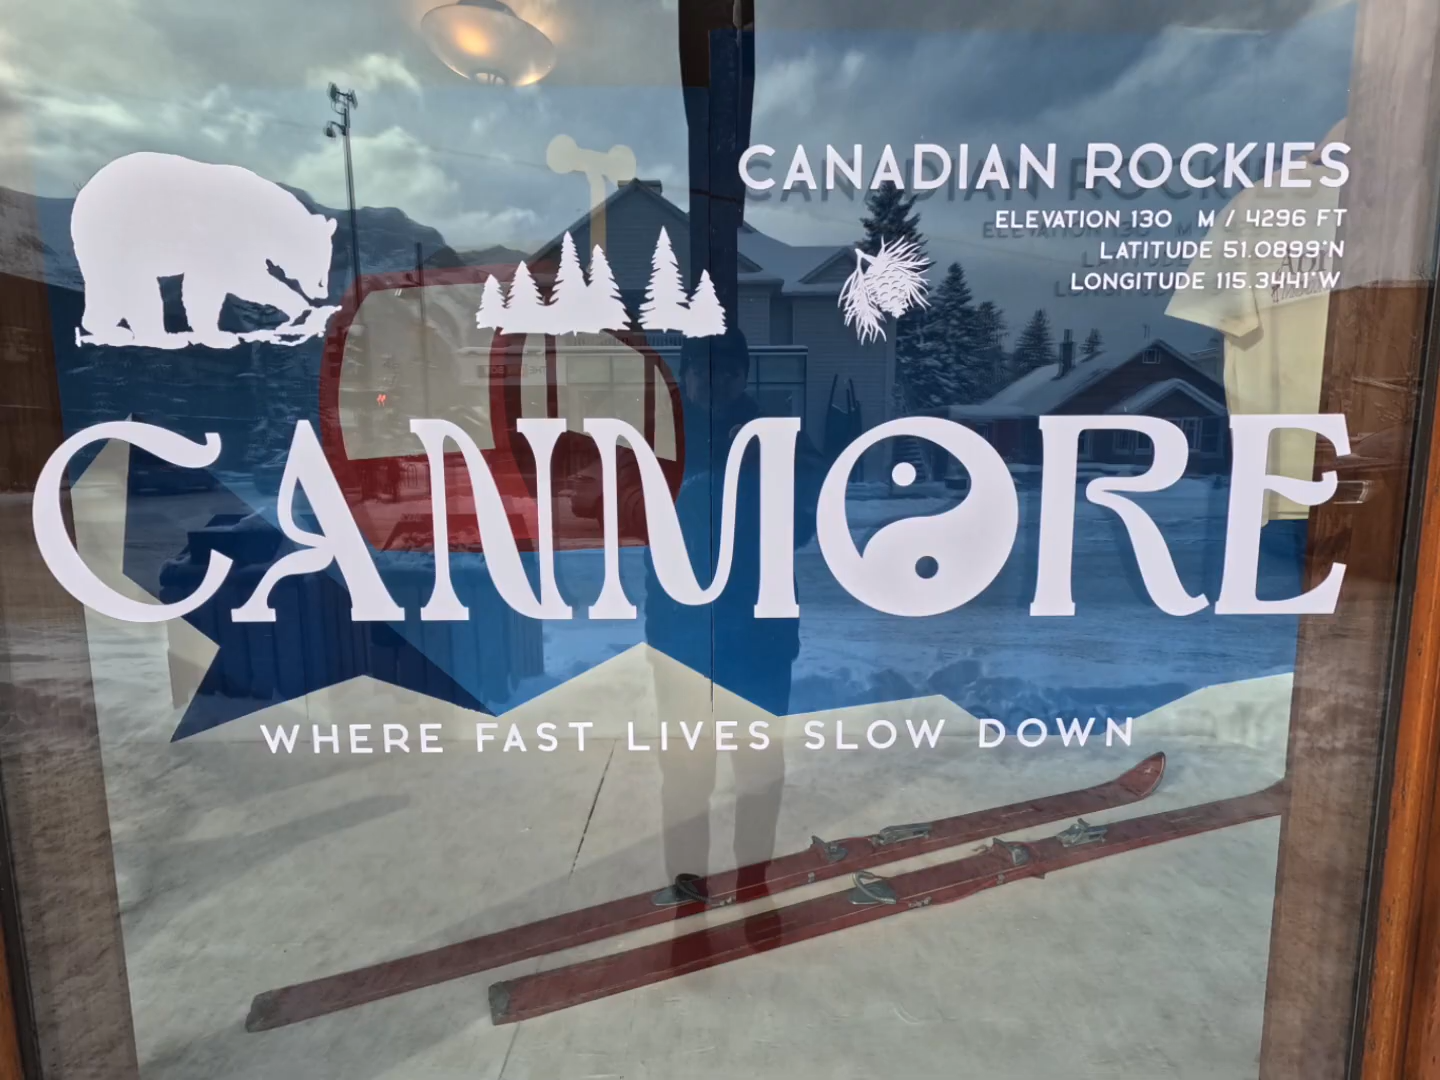 CANADIAN ROCKIES
ELEVATION 130 M / 4296 FT
LATITUDE 51.0899°N
LONGITUDE 115.3441°W
CANMORE
WHERE FAST LIVES SLOW DOWN